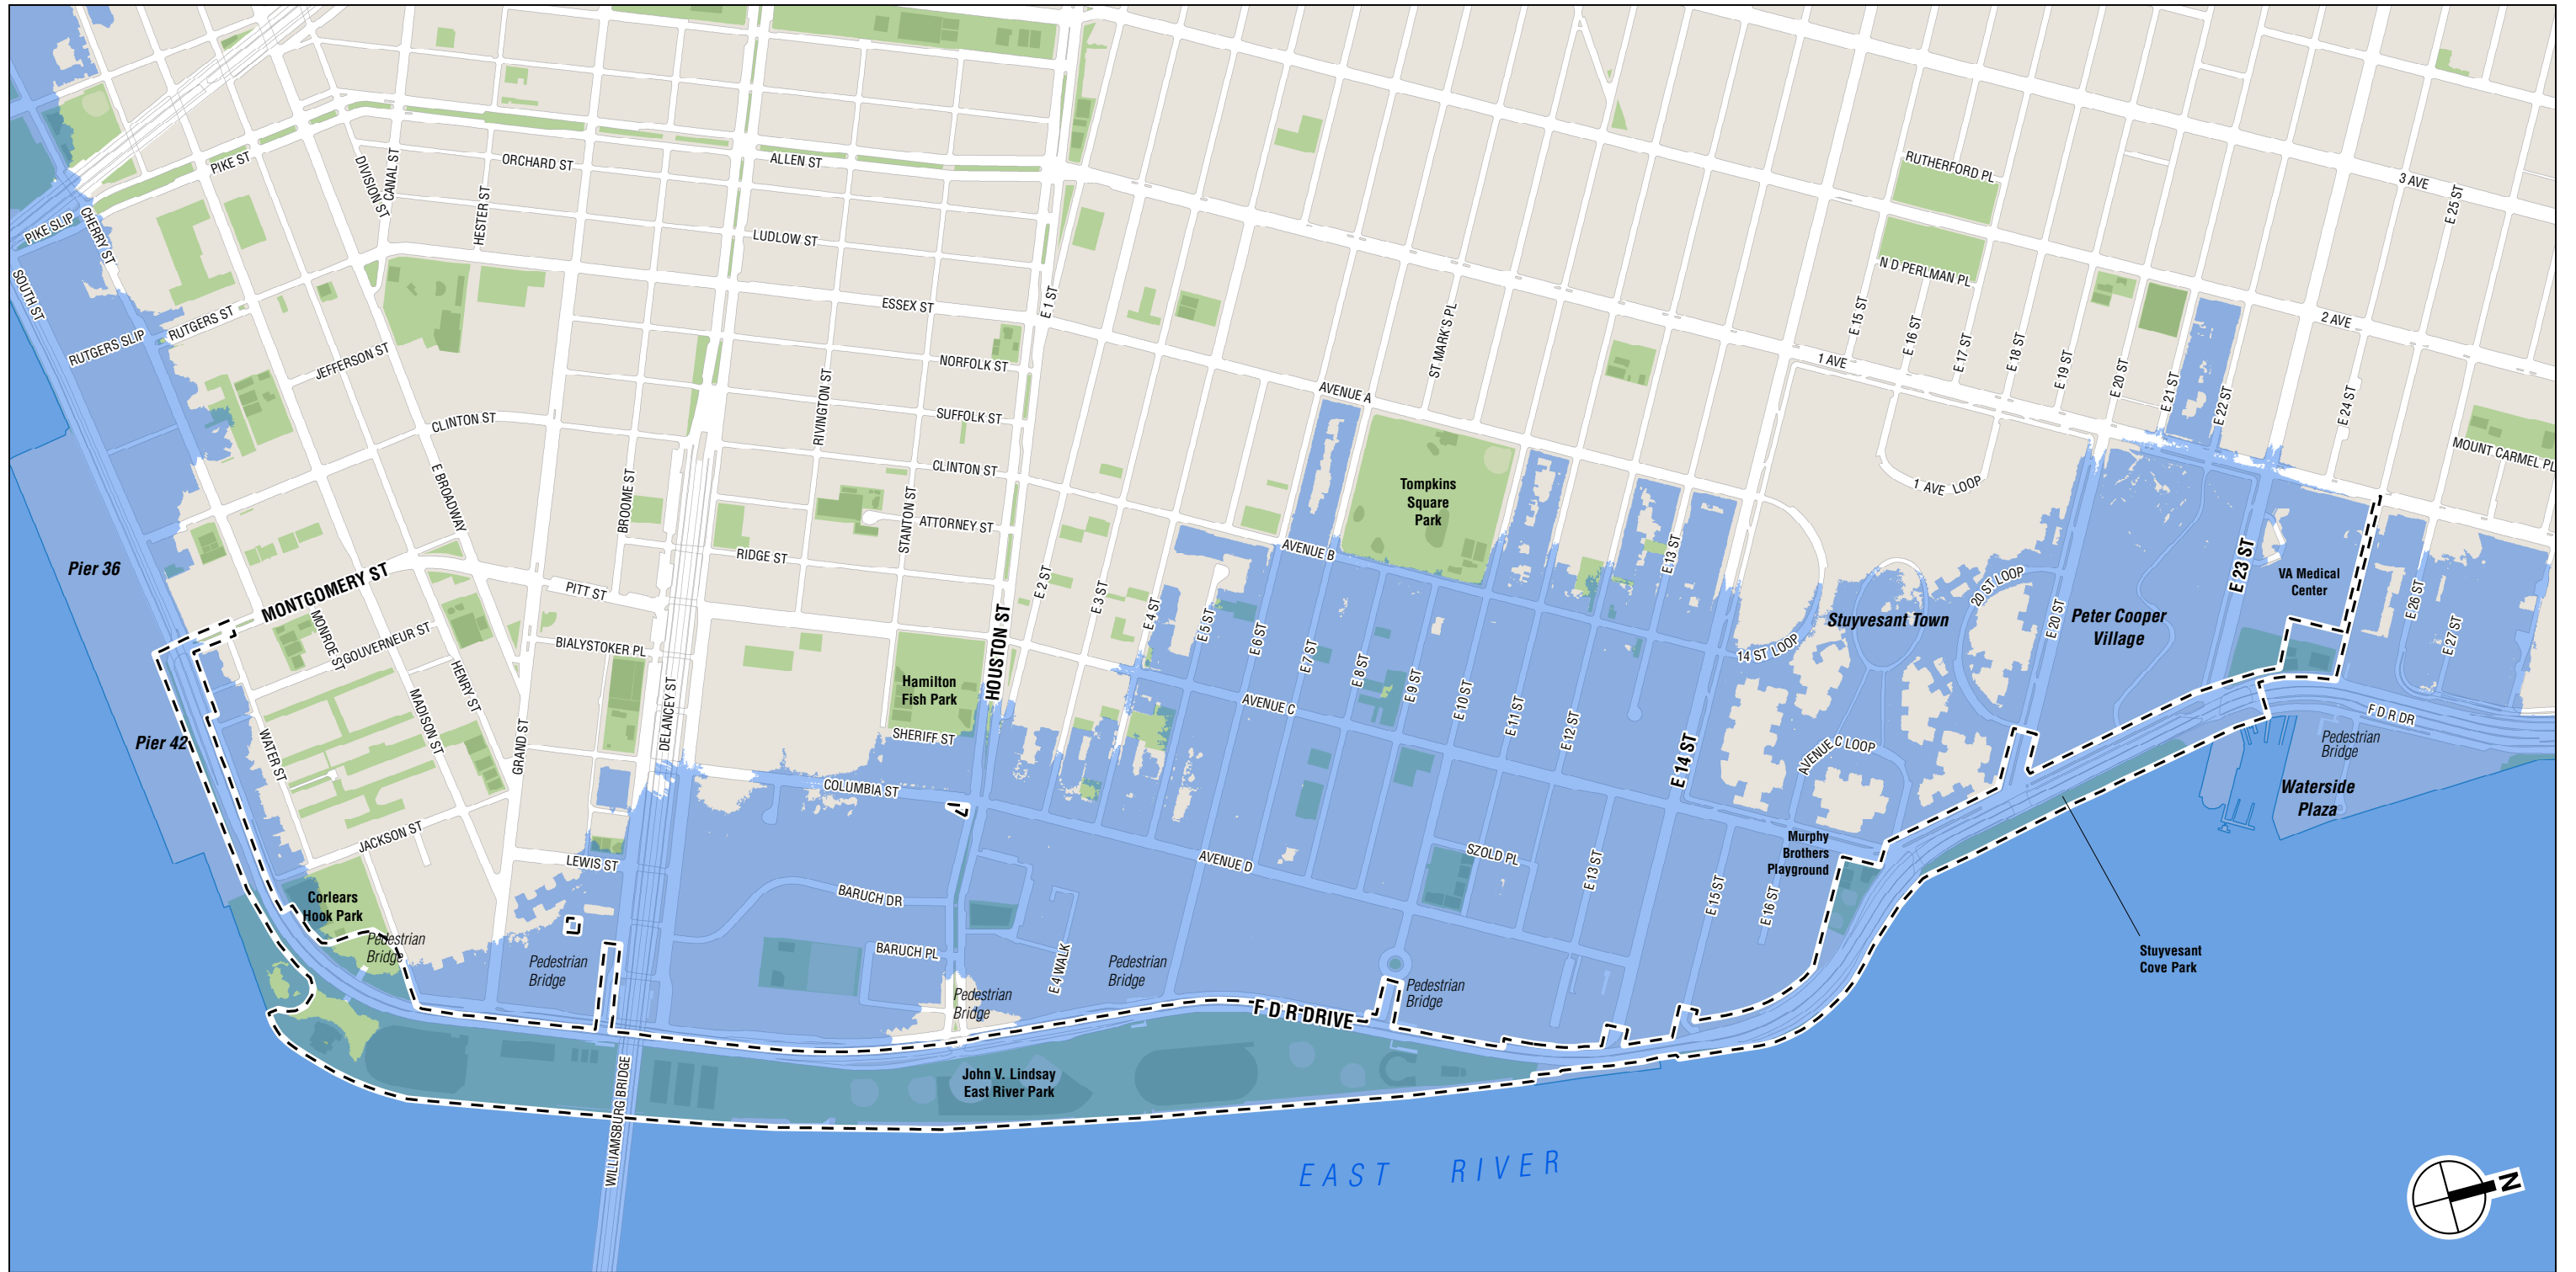 PIKE ST
DIVISION ST
CANAL ST
HESTER ST
ORCHARD ST
ALLEN ST
RUTHERFORD PL
3 AVE
E 25 ST
PIKE SLIP
CHERRY ST
LUDLOW ST
N D PERLMAN PL
SOUTH ST
ESSEX ST
E 1 ST
2 AVE
RUTGERS SLIP
RUTGERS ST
JEFFERSON ST
NORFOLK ST
ST MARK'S PL
1 AVE
E 15 ST
E 16 ST
E 17 ST
E 18 ST
E 19 ST
E 20 ST
E 21 ST
E 22 ST
E 24 ST
AVENUE A
CLINTON ST
RIVINGTON ST
SUFFOLK ST
CLINTON ST
MOUNT CARMEL PL
E BROADWAY
BROOME ST
STANTON ST
ATTORNEY ST
Tompkins
Square
Park
1 AVE LOOP
RIDGE ST
AVENUE B
E 13 ST
Pier 36
MONTGOMERY ST
PITT ST
E 2 ST
E 3 ST
E 4 ST
E 5 ST
E 6 ST
E 7 ST
E 8 ST
E 9 ST
E 10 ST
E 11 ST
E 12 ST
20 ST LOOP
E 20 ST
E 23 ST
VA Medical
Center
E 26 ST
E 27 ST
Stuyvesant Town
Peter Cooper
Village
MONROE ST
GOUVERNEUR ST
BIALYSTOKER PL
HOUSTON ST
14 ST LOOP
HENRY ST
MADISON ST
Hamilton
Fish Park
AVENUE C
Pier 42
WATER ST
GRAND ST
DELANCEY ST
SHERIFF ST
E 14 ST
AVENUE C LOOP
F D R DR
Pedestrian
Bridge
COLUMBIA ST
Waterside
Plaza
JACKSON ST
LEWIS ST
AVENUE D
SZOLD PL
E 13 ST
E 15 ST
E 16 ST
Murphy
Brothers
Playground
BARUCH DR
Corlears
Hook Park
Pedestrian
Bridge
Pedestrian
Bridge
BARUCH PL
Pedestrian
Bridge
E 4 WALK
Pedestrian
Bridge
Pedestrian
Bridge
Stuyvesant
Cove Park
F D R DRIVE
WILLIAMSBURG BRIDGE
John V. Lindsay
East River Park
EAST RIVER
N